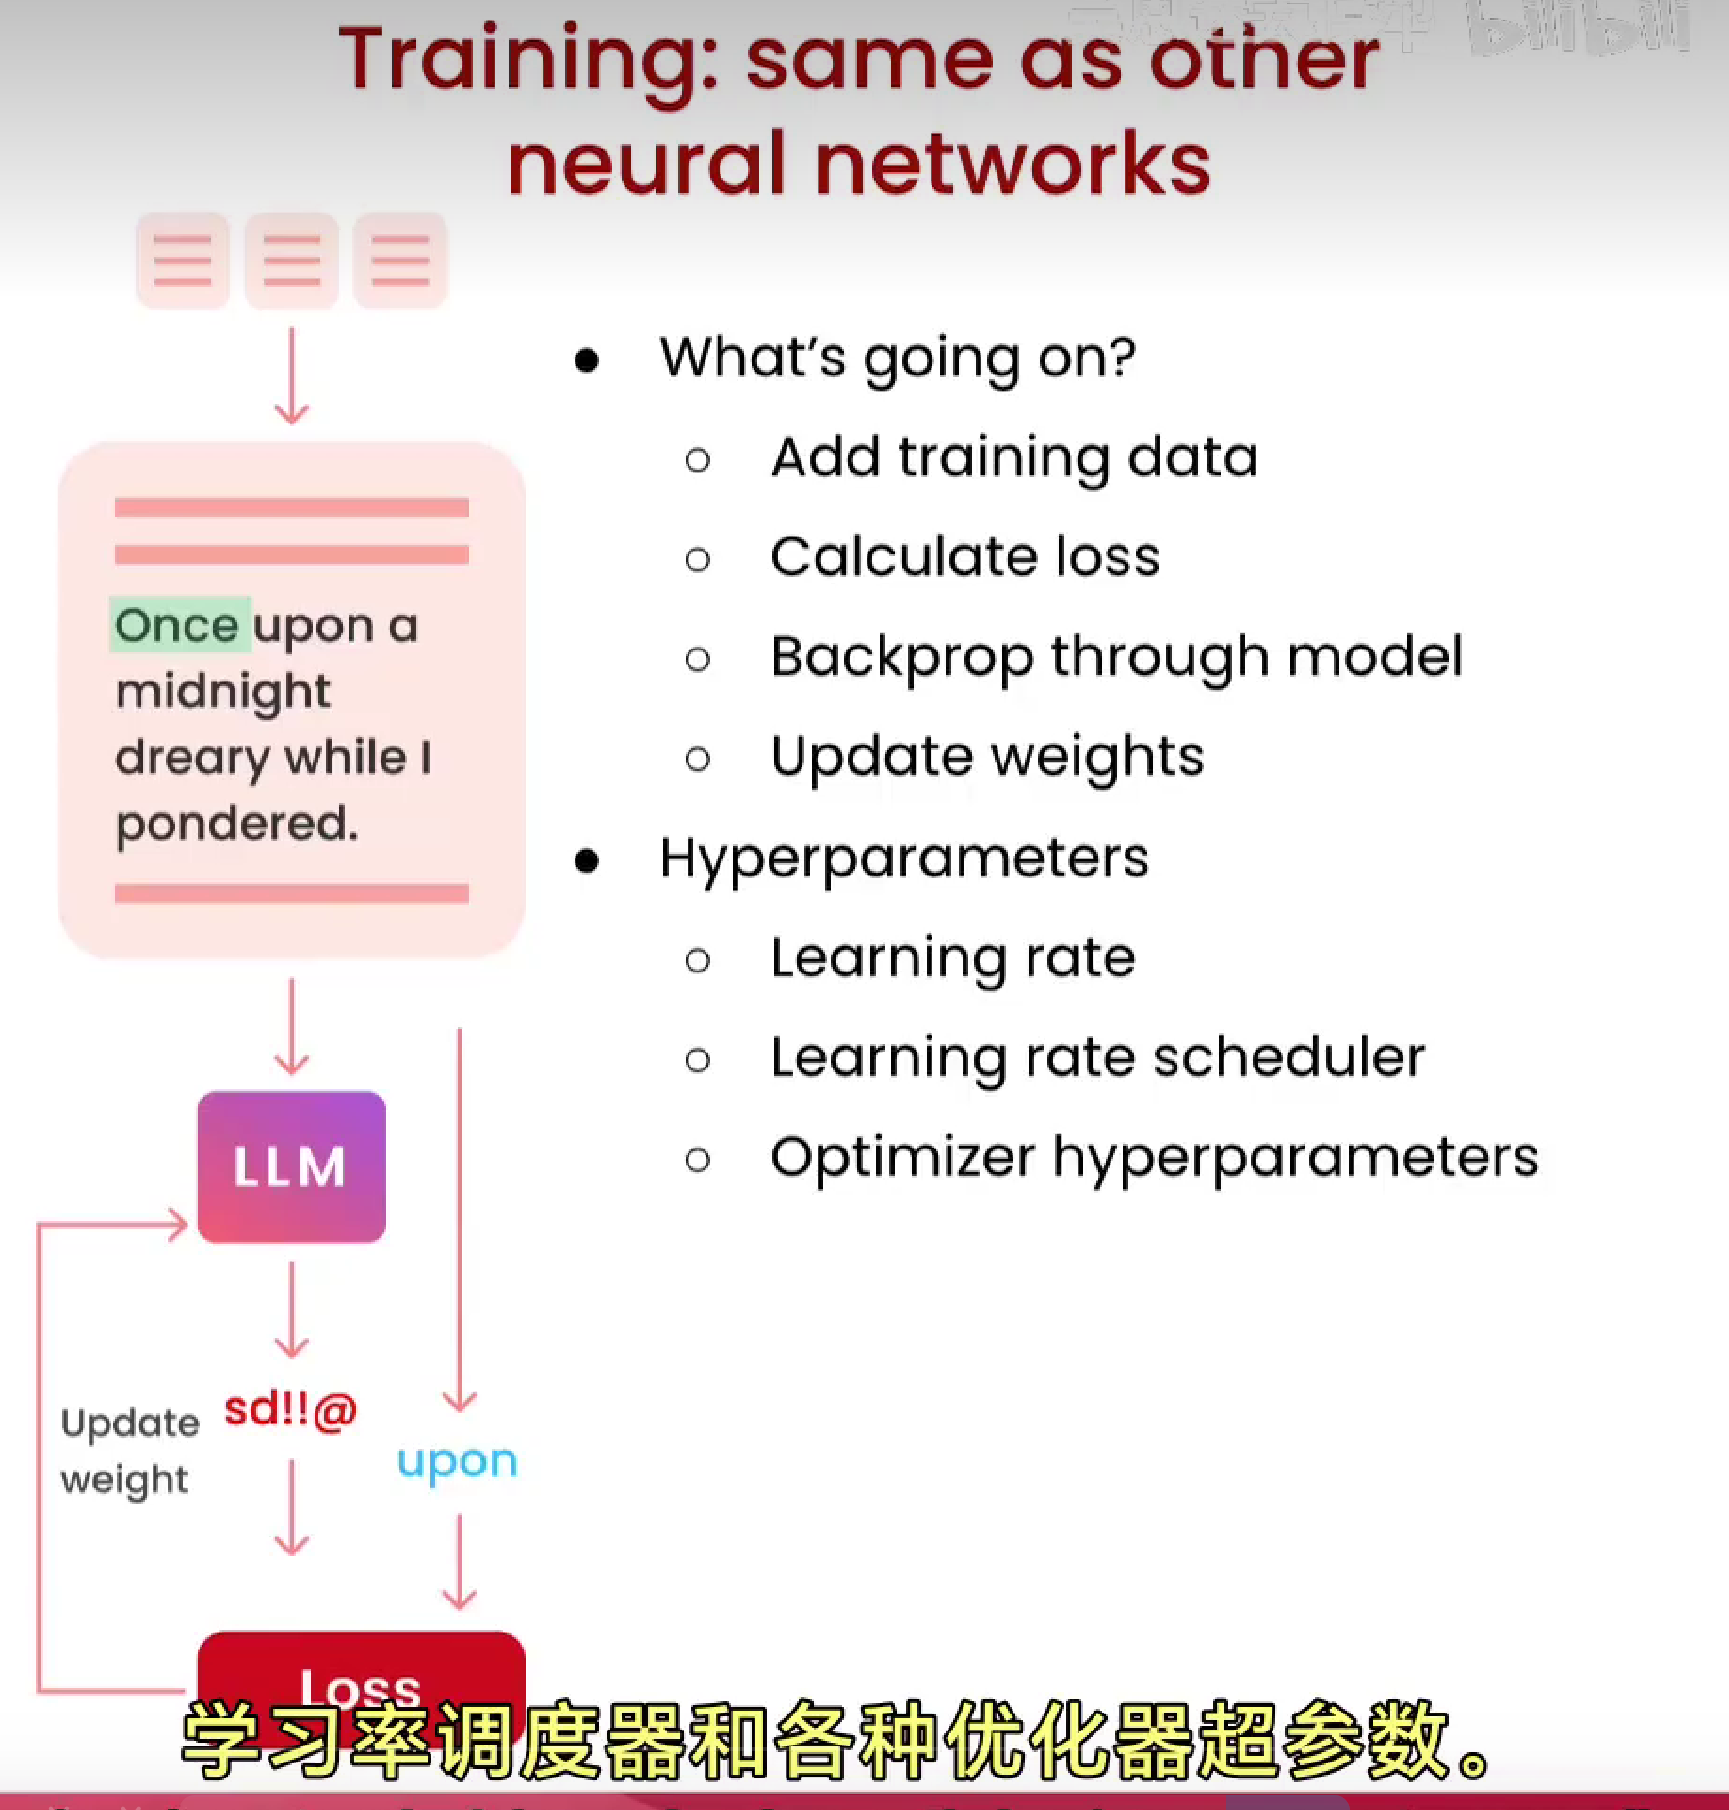 bilibili
Training: same as other
neural networks
Once upon a
midnight
dreary while I
pondered.
LLM
Update
weight
sd!!@
upon
Loss
● What's going on?
○ Add training data
○ Calculate loss
○ Backprop through model
○ Update weights
● Hyperparameters
○ Learning rate
○ Learning rate scheduler
○ Optimizer hyperparameters
学习率调度器和各种优化器超参数。